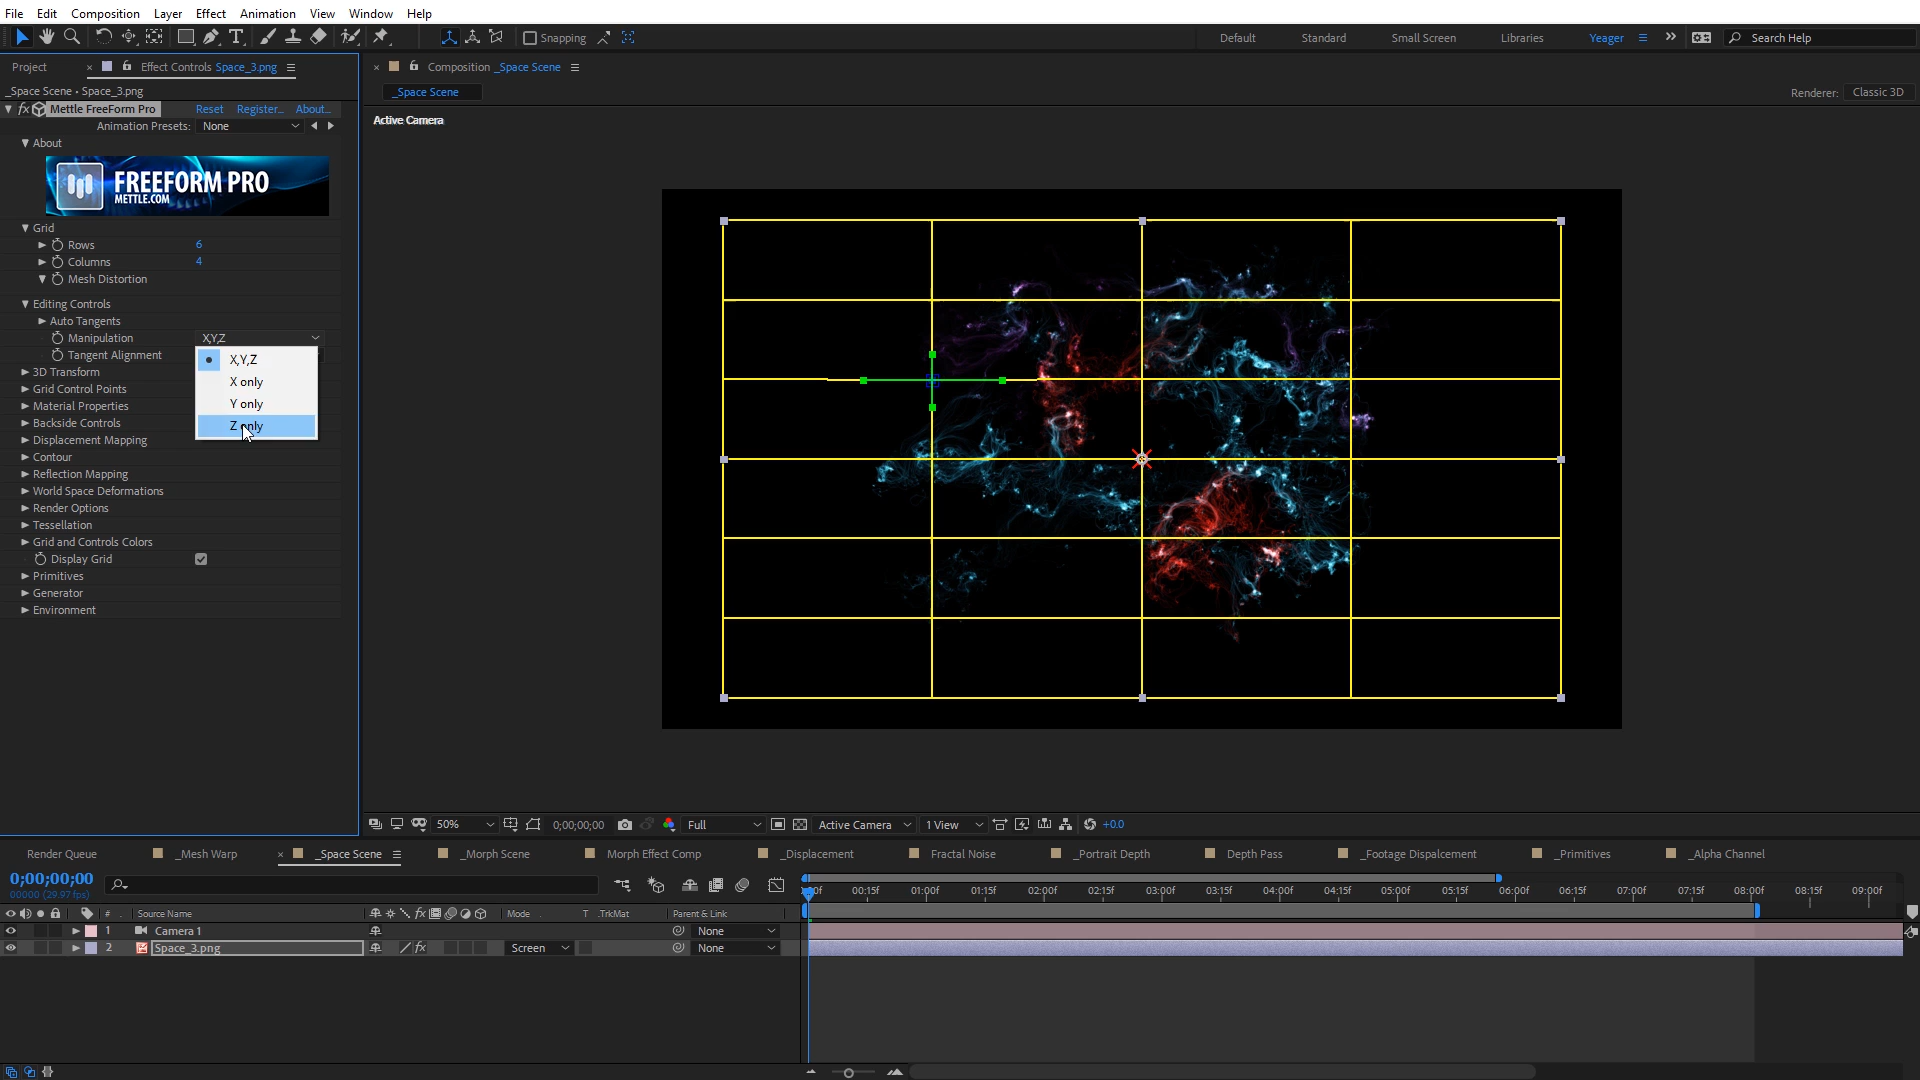 File Edit Composition Layer Effect Animation View Window Help
Snapping
Default Standard Small Screen Libraries Yeager Search Help
Project Effect Controls Space_3.png
Composition _Space Scene
_Space Scene • Space_3.png
_Space Scene
Renderer: Classic 3D
fx Mettle FreeForm Pro Reset Register... About...
Animation Presets: None
Active Camera
About
FREEFORM PRO
METTLE.COM
Grid
Rows 6
Columns 4
Mesh Distortion
Editing Controls
Auto Tangents
Manipulation X,Y,Z
Tangent Alignment
X,Y,Z
X only
Y only
Z only
3D Transform
Grid Control Points
Material Properties
Backside Controls
Displacement Mapping
Contour
Reflection Mapping
World Space Deformations
Render Options
Tessellation
Grid and Controls Colors
Display Grid
Primitives
Generator
Environment
50% 0;00;00;00 Full Active Camera 1 View +0.0
Render Queue _Mesh Warp _Space Scene _Morph Scene Morph Effect Comp _Displacement Fractal Noise _Portrait Depth Depth Pass _Footage Dispalcement _Primitives _Alpha Channel
0;00;00;00
00000 (29.97 fps)
00:15f 01:00f 01:15f 02:00f 02:15f 03:00f 03:15f 04:00f 04:15f 05:00f 05:15f 06:00f 06:15f 07:00f 07:15f 08:00f 08:15f 09:00f
# Source Name fx Mode T .TrkMat Parent & Link
1 Camera 1 None
2 Space_3.png fx Screen None